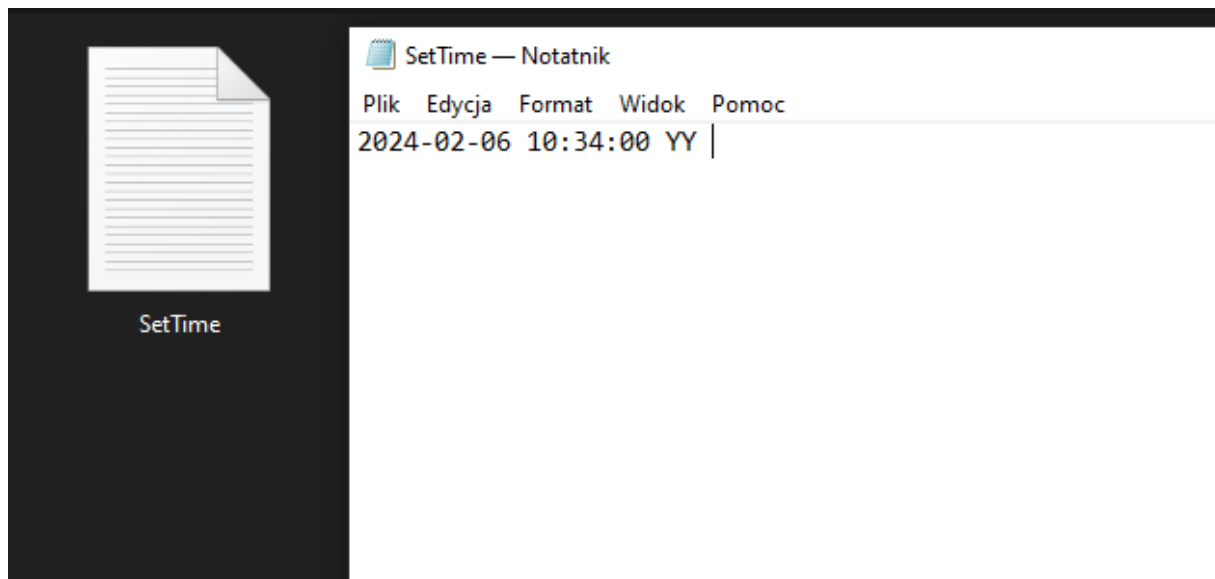 SetTime — Notatnik
Plik Edycja Format Widok Pomoc
2024-02-06 10:34:00 YY
SetTime